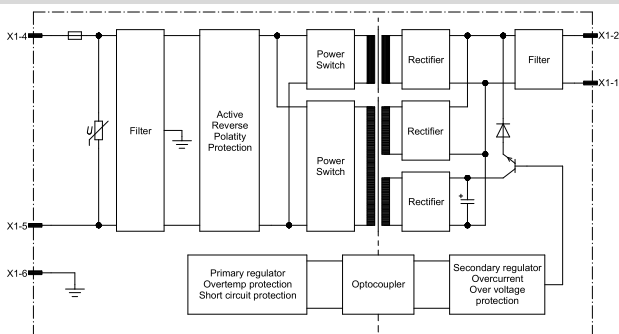 X1-4
X1-2
X1-1
X1-5
X1-6
U
Filter
Active
Reverse
Polatity
Protection
Power
Switch
Power
Switch
Rectifier
Rectifier
Rectifier
Filter
+
Primary regulator
Overtemp protection
Short circuit protection
Optocoupler
Secondary regulator
Overcurrent
Over voltage
protection